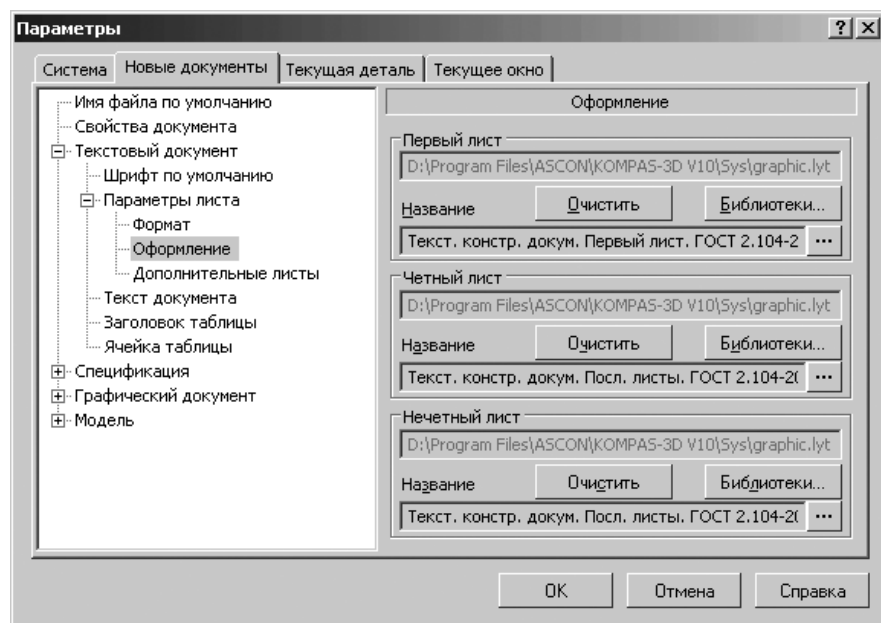 Параметры
Система Новые документы Текущая деталь Текущее окно
Имя файла по умолчанию
Свойства документа
Текстовый документ
Шрифт по умолчанию
Параметры листа
Формат
Оформление
Дополнительные листы
Текст документа
Заголовок таблицы
Ячейка таблицы
Спецификация
Графический документ
Модель
Оформление
Первый лист
D:\Program Files\ASCON\KOMPAS-3D V10\Sys\graphic.lyt
Название Очистить Библиотеки...
Текст. констр. докум. Первый лист. ГОСТ 2.104-2 ...
Четный лист
D:\Program Files\ASCON\KOMPAS-3D V10\Sys\graphic.lyt
Название Очистить Библиотеки...
Текст. констр. докум. Посл. листы. ГОСТ 2.104-2( ...
Нечетный лист
D:\Program Files\ASCON\KOMPAS-3D V10\Sys\graphic.lyt
Название Очистить Библиотеки...
Текст. констр. докум. Посл. листы. ГОСТ 2.104-2( ...
OK Отмена Справка